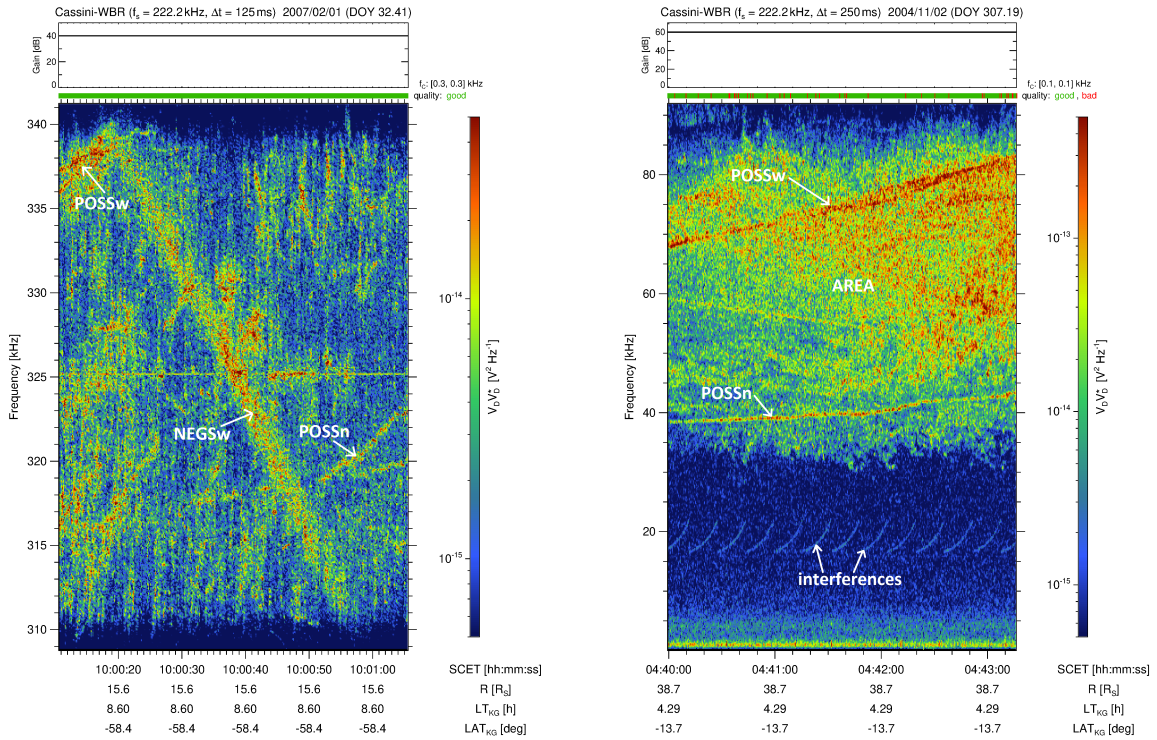 Cassini-WBR (fs = 222.2 kHz, Δt = 125 ms) 2007/02/01 (DOY 32.41)
Gain [dB]
40
20
0
fC: [0.3, 0.3] kHz
quality: good
Frequency [kHz]
340
335
330
325
320
315
310
POSSw
NEGSw
POSSn
10-14
10-15
VDVD* [V2 Hz-1]
10:00:20 10:00:30 10:00:40 10:00:50 10:01:00 SCET [hh:mm:ss]
15.6 15.6 15.6 15.6 15.6 R [RS]
8.60 8.60 8.60 8.60 8.60 LTKG [h]
-58.4 -58.4 -58.4 -58.4 -58.4 LATKG [deg]
Cassini-WBR (fs = 222.2 kHz, Δt = 250 ms) 2004/11/02 (DOY 307.19)
Gain [dB]
60
40
20
0
fC: [0.1, 0.1] kHz
quality: good , bad
Frequency [kHz]
80
60
40
20
POSSw
AREA
POSSn
interferences
10-13
10-14
10-15
VDVD* [V2 Hz-1]
04:40:00 04:41:00 04:42:00 04:43:00 SCET [hh:mm:ss]
38.7 38.7 38.7 38.7 R [RS]
4.29 4.29 4.29 4.29 LTKG [h]
-13.7 -13.7 -13.7 -13.7 LATKG [deg]